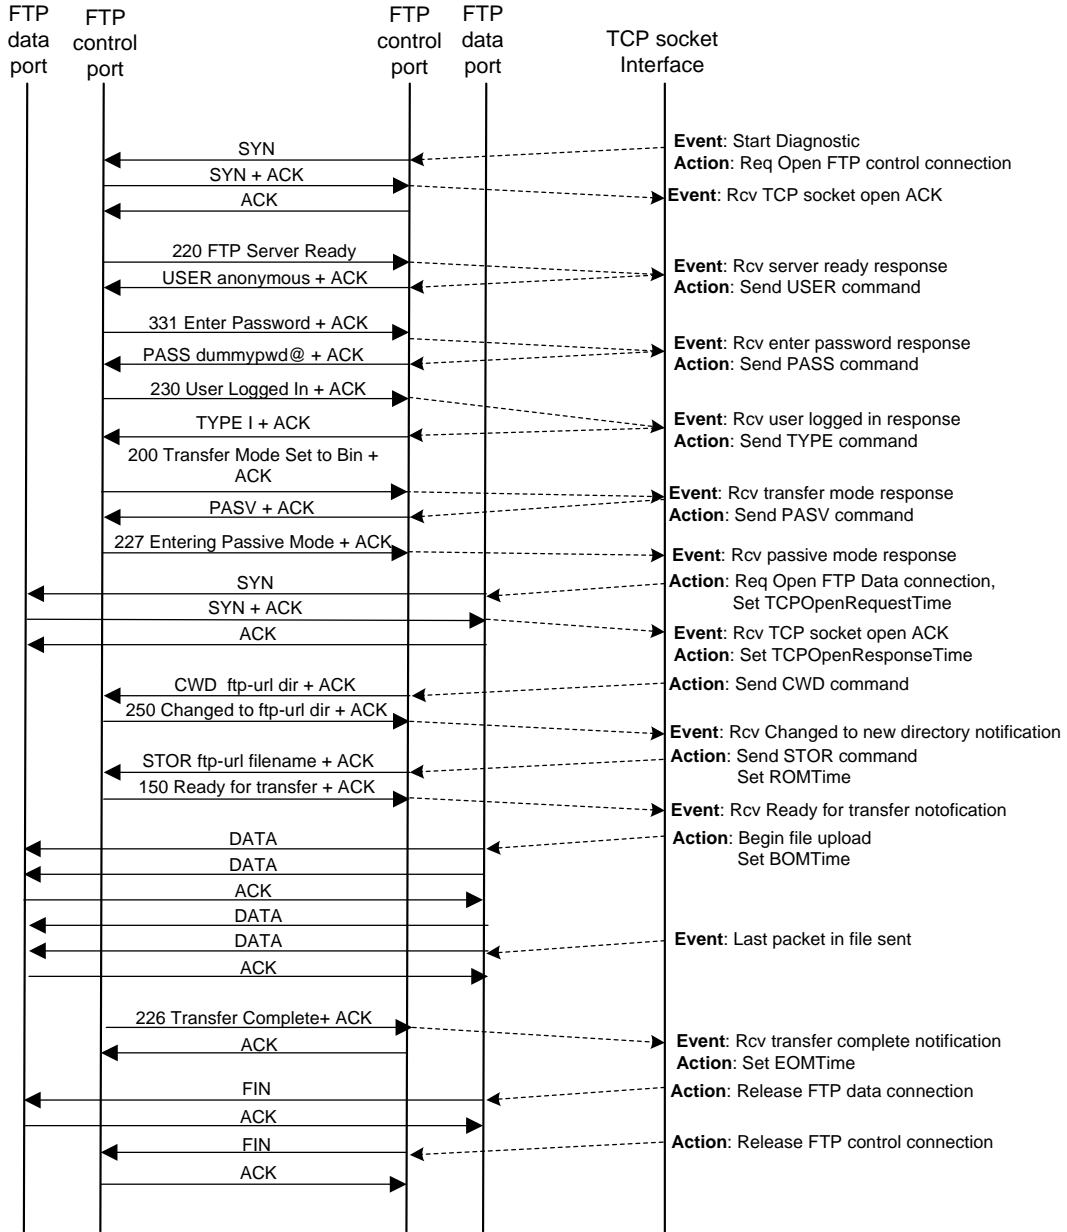 FTP
data
port
FTP
control
port
FTP
control
port
FTP
data
port
TCP socket
Interface
SYN
Event: Start Diagnostic
Action: Req Open FTP control connection
SYN + ACK
Event: Rcv TCP socket open ACK
ACK
220 FTP Server Ready
Event: Rcv server ready response
USER anonymous + ACK
Action: Send USER command
331 Enter Password + ACK
Event: Rcv enter password response
PASS dummypwd@ + ACK
Action: Send PASS command
230 User Logged In + ACK
Event: Rcv user logged in response
TYPE I + ACK
Action: Send TYPE command
200 Transfer Mode Set to Bin +
ACK
Event: Rcv transfer mode response
PASV + ACK
Action: Send PASV command
227 Entering Passive Mode + ACK
Event: Rcv passive mode response
SYN
Action: Req Open FTP Data connection,
Set TCPOpenRequestTime
SYN + ACK
ACK
Event: Rcv TCP socket open ACK
Action: Set TCPOpenResponseTime
CWD ftp-url dir + ACK
Action: Send CWD command
250 Changed to ftp-url dir + ACK
Event: Rcv Changed to new directory notification
STOR ftp-url filename + ACK
Action: Send STOR command
Set ROMTime
150 Ready for transfer + ACK
Event: Rcv Ready for transfer notofication
DATA
Action: Begin file upload
Set BOMTime
DATA
ACK
DATA
DATA
Event: Last packet in file sent
ACK
226 Transfer Complete+ ACK
Event: Rcv transfer complete notification
ACK
Action: Set EOMTime
FIN
Action: Release FTP data connection
ACK
FIN
Action: Release FTP control connection
ACK